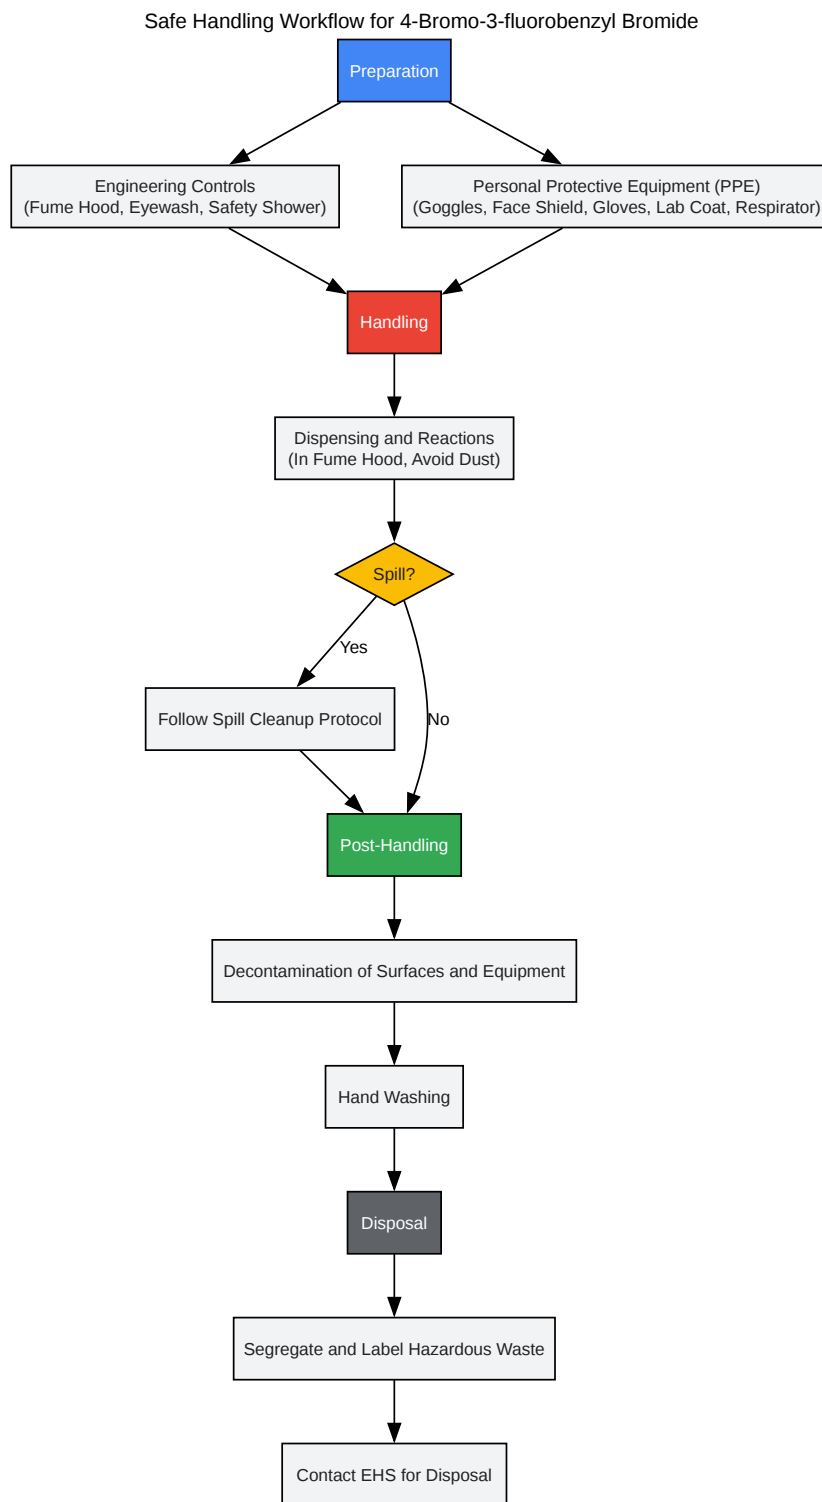 Safe Handling Workflow for 4-Bromo-3-fluorobenzyl Bromide
Preparation
Engineering Controls
(Fume Hood, Eyewash, Safety Shower)
Personal Protective Equipment (PPE)
(Goggles, Face Shield, Gloves, Lab Coat, Respirator)
Handling
Dispensing and Reactions
(In Fume Hood, Avoid Dust)
Spill?
Yes
Follow Spill Cleanup Protocol
No
Post-Handling
Decontamination of Surfaces and Equipment
Hand Washing
Disposal
Segregate and Label Hazardous Waste
Contact EHS for Disposal